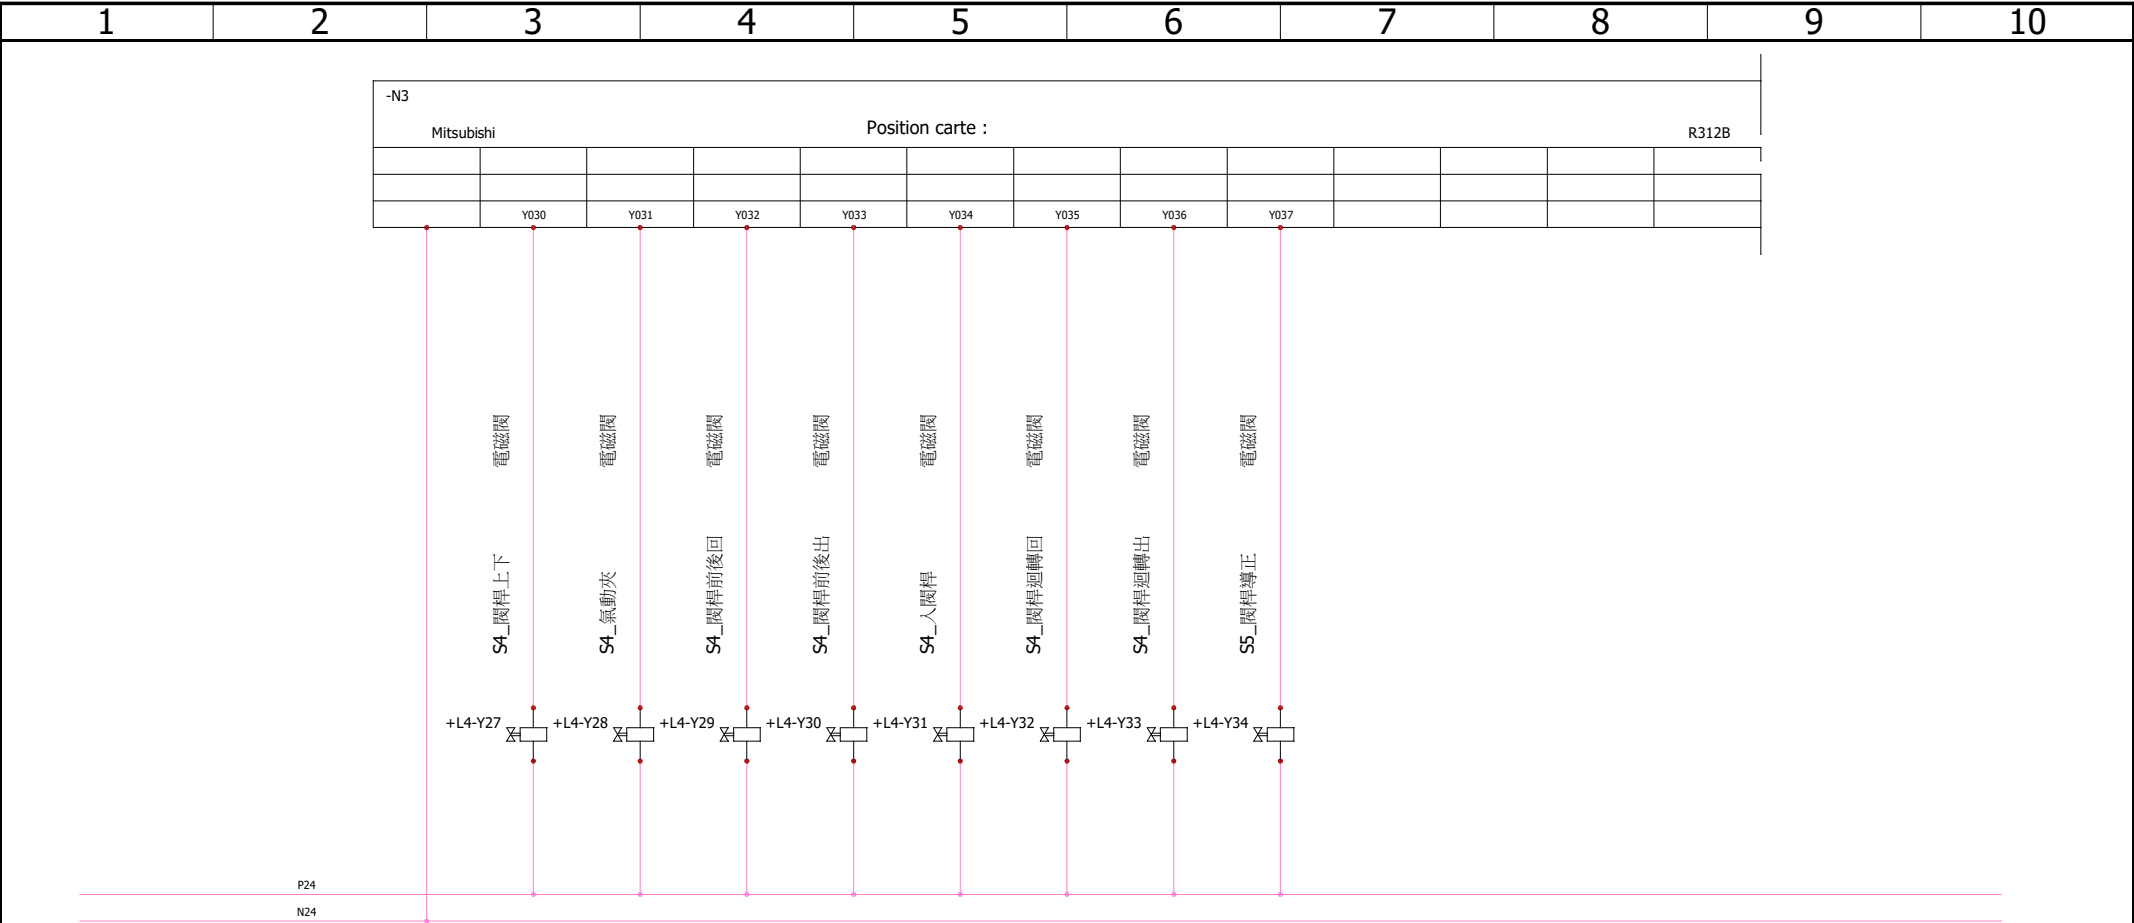 1 2 3 4 5 6 7 8 9 10
-N3
Mitsubishi Position carte : R312B
Y030 Y031 Y032 Y033 Y034 Y035 Y036 Y037
S4_閥桿上下 電磁閥
S4_氣動夾 電磁閥
S4_閥桿前後回 電磁閥
S4_閥桿前後出 電磁閥
S4_入閥桿 電磁閥
S4_閥桿迴轉回 電磁閥
S4_閥桿迴轉出 電磁閥
S5_閥桿導正 電磁閥
+L4-Y27 +L4-Y28 +L4-Y29 +L4-Y30 +L4-Y31 +L4-Y32 +L4-Y33 +L4-Y34
P24
N24